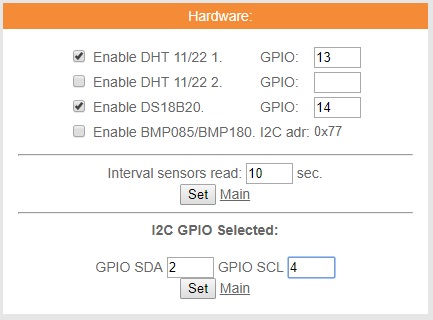 Hardware:
Enable DHT 11/22 1. GPIO: 13
Enable DHT 11/22 2. GPIO:
Enable DS18B20. GPIO: 14
Enable BMP085/BMP180. I2C adr: 0x77
Interval sensors read: 10 sec.
Set Main
I2C GPIO Selected:
GPIO SDA 2 GPIO SCL 4
Set Main